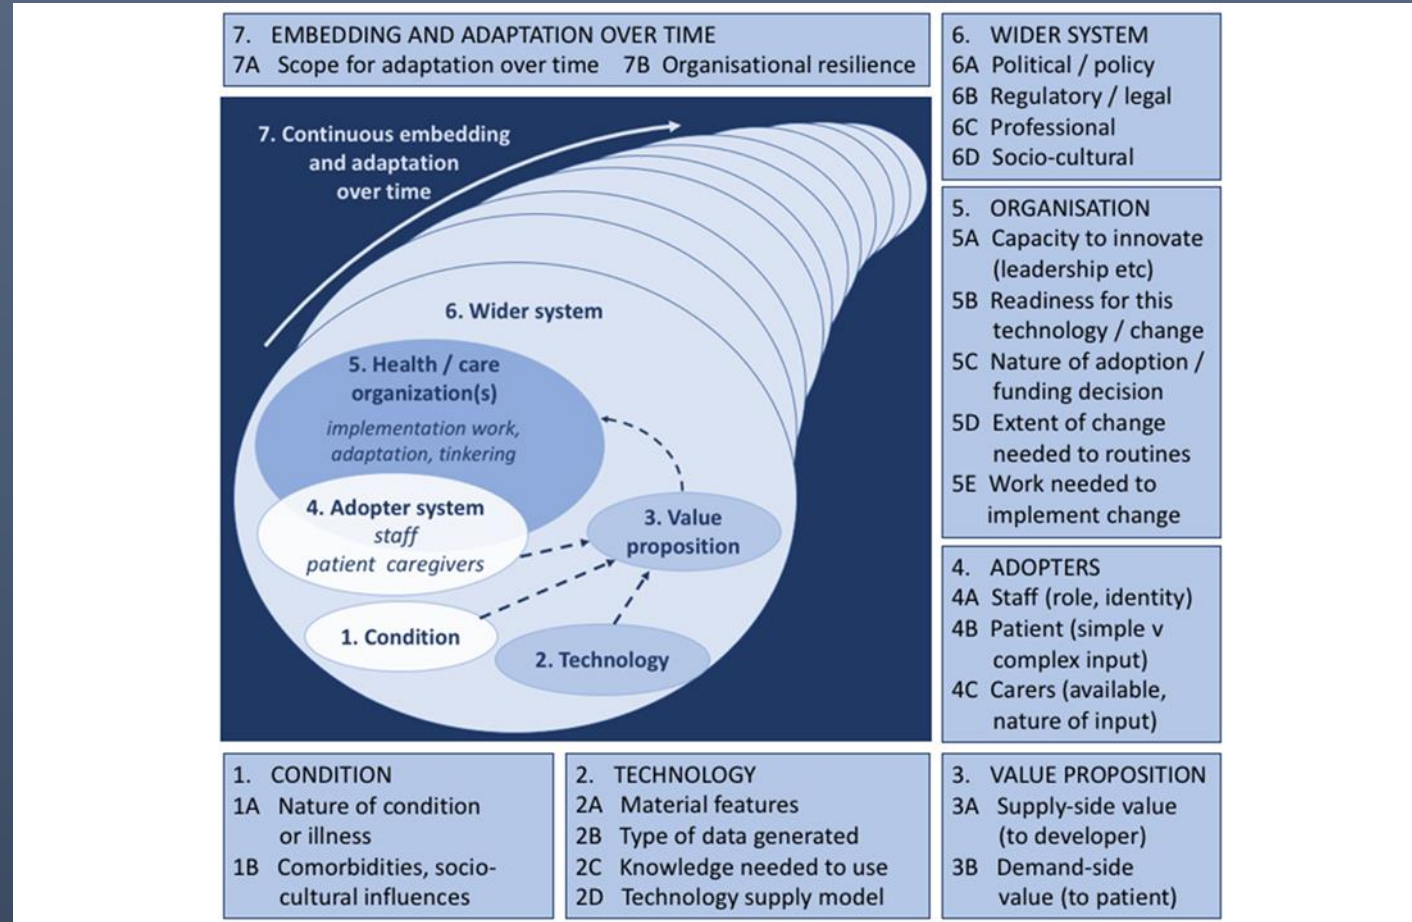 7. EMBEDDING AND ADAPTATION OVER TIME
7A Scope for adaptation over time 7B Organisational resilience
7. Continuous embedding
and adaptation
over time
6. Wider system
5. Health / care
organization(s)
implementation work,
adaptation, tinkering
4. Adopter system
staff
patient caregivers
3. Value
proposition
1. Condition
2. Technology
6. WIDER SYSTEM
6A Political / policy
6B Regulatory / legal
6C Professional
6D Socio-cultural
5. ORGANISATION
5A Capacity to innovate
(leadership etc)
5B Readiness for this
technology / change
5C Nature of adoption /
funding decision
5D Extent of change
needed to routines
5E Work needed to
implement change
4. ADOPTERS
4A Staff (role, identity)
4B Patient (simple v
complex input)
4C Carers (available,
nature of input)
1. CONDITION
1A Nature of condition
or illness
1B Comorbidities, socio-
cultural influences
2. TECHNOLOGY
2A Material features
2B Type of data generated
2C Knowledge needed to use
2D Technology supply model
3. VALUE PROPOSITION
3A Supply-side value
(to developer)
3B Demand-side
value (to patient)